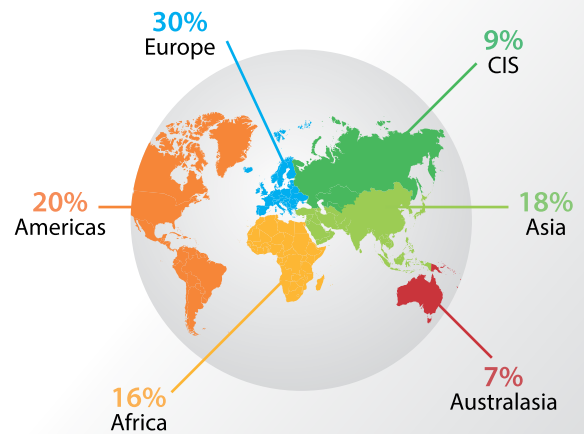 30%
Europe
9%
CIS
20%
Americas
18%
Asia
16%
Africa
7%
Australasia